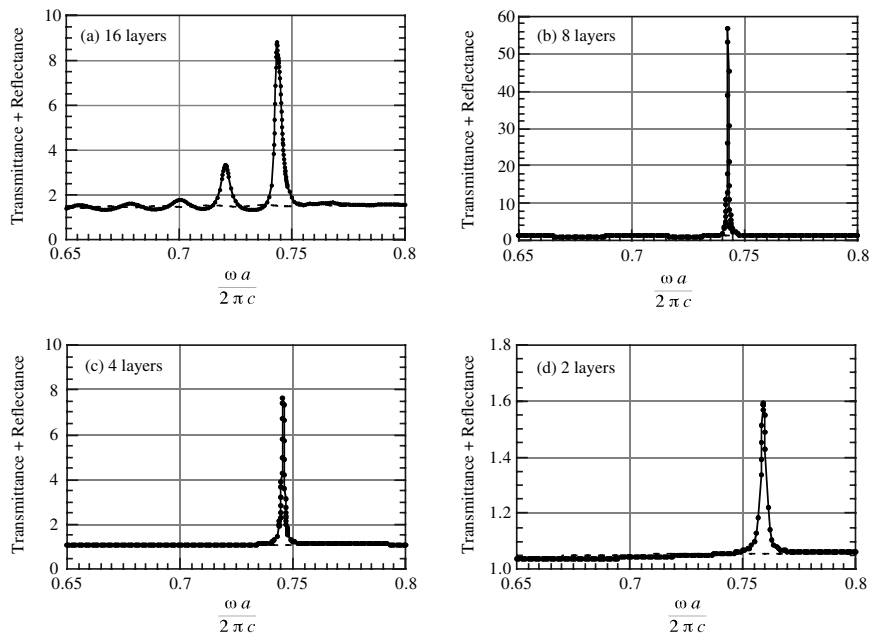 (a) 16 layers
Transmittance + Reflectance
10
8
6
4
2
0
0.65
0.7
0.75
0.8
ω a
2 π c
(b) 8 layers
Transmittance + Reflectance
60
50
40
30
20
10
0
0.65
0.7
0.75
0.8
ω a
2 π c
(c) 4 layers
Transmittance + Reflectance
10
8
6
4
2
0
0.65
0.7
0.75
0.8
ω a
2 π c
(d) 2 layers
Transmittance + Reflectance
1.8
1.6
1.4
1.2
1.0
0.65
0.7
0.75
0.8
ω a
2 π c